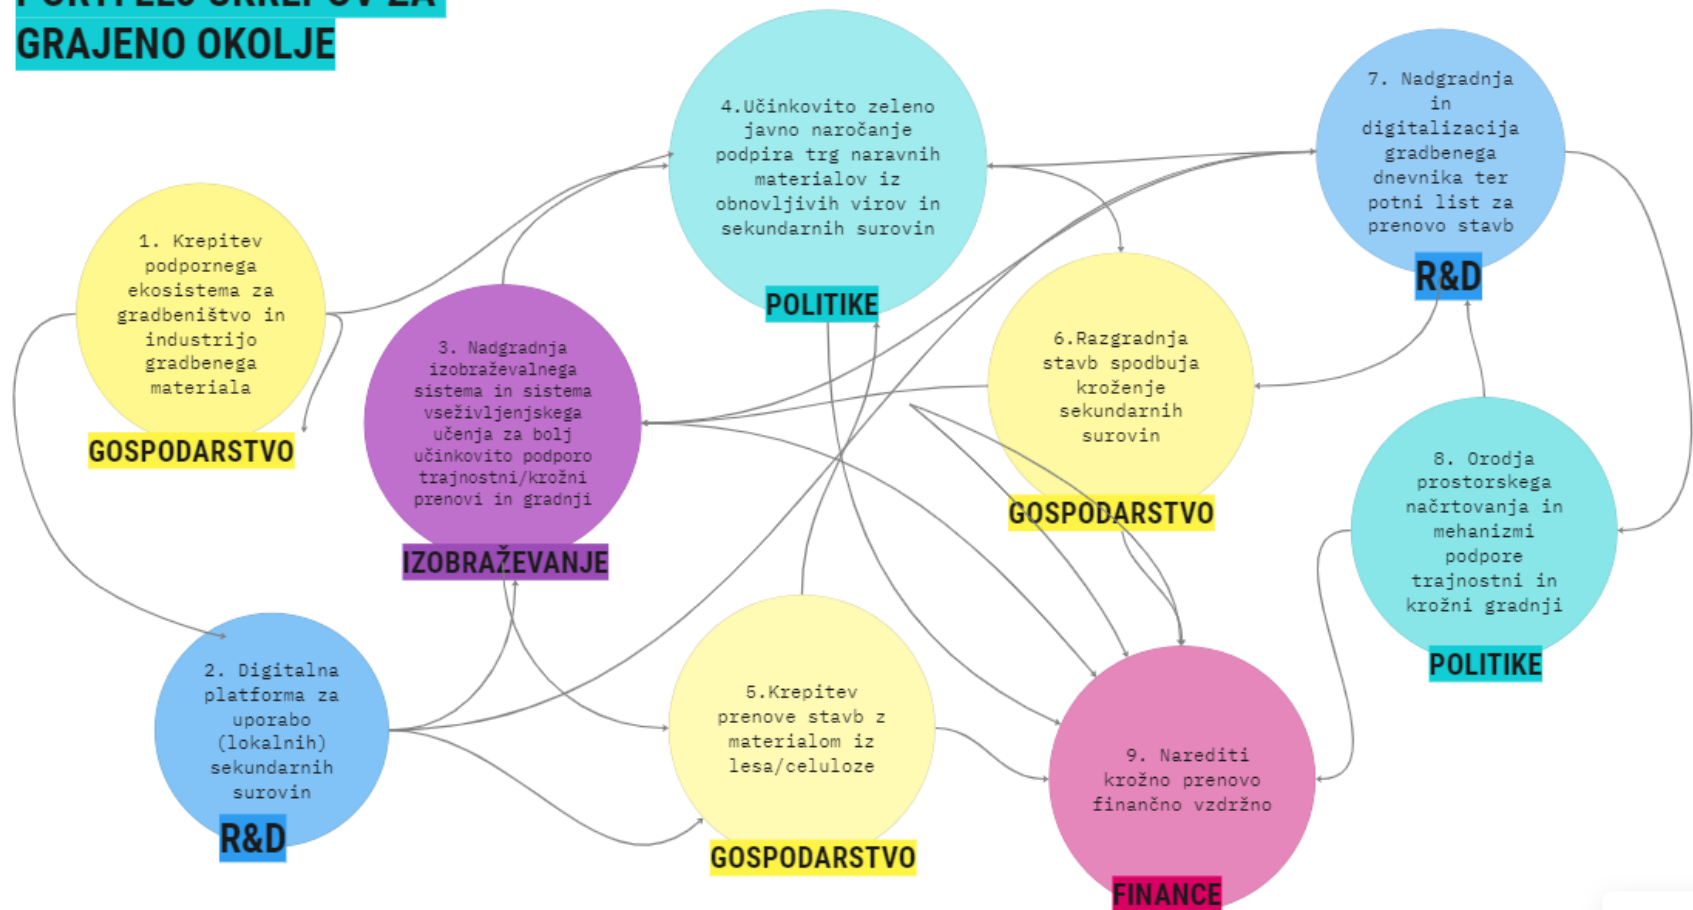 PORTFELJ UKREPOV ZA
GRAJENO OKOLJE
1. Krepitev
podpornega
ekosistema za
gradbeništvo in
industrijo
gradbenega
materiala
GOSPODARSTVO
2. Digitalna
platforma za
uporabo
(lokalnih)
sekundarnih
surovin
R&D
3. Nadgradnja
izobraževalnega
sistema in sistema
vseživljenjskega
učenja za bolj
učinkovito podporo
trajnostni/krožni
prenovi in gradnji
IZOBRAŽEVANJE
4.Učinkovito zeleno
javno naročanje
podpira trg naravnih
materialov iz
obnovljivih virov in
sekundarnih surovin
POLITIKE
5.Krepitev
prenove stavb z
materialom iz
lesa/celuloze
GOSPODARSTVO
6.Razgradnja
stavb spodbuja
kroženje
sekundarnih
surovin
GOSPODARSTVO
7. Nadgradnja
in
digitalizacija
gradbenega
dnevnika ter
potni list za
prenovo stavb
R&D
8. Orodja
prostorskega
načrtovanja in
mehanizmi
podpore
trajnostni in
krožni gradnji
POLITIKE
9. Narediti
krožno prenovo
finančno vzdržno
FINANCE